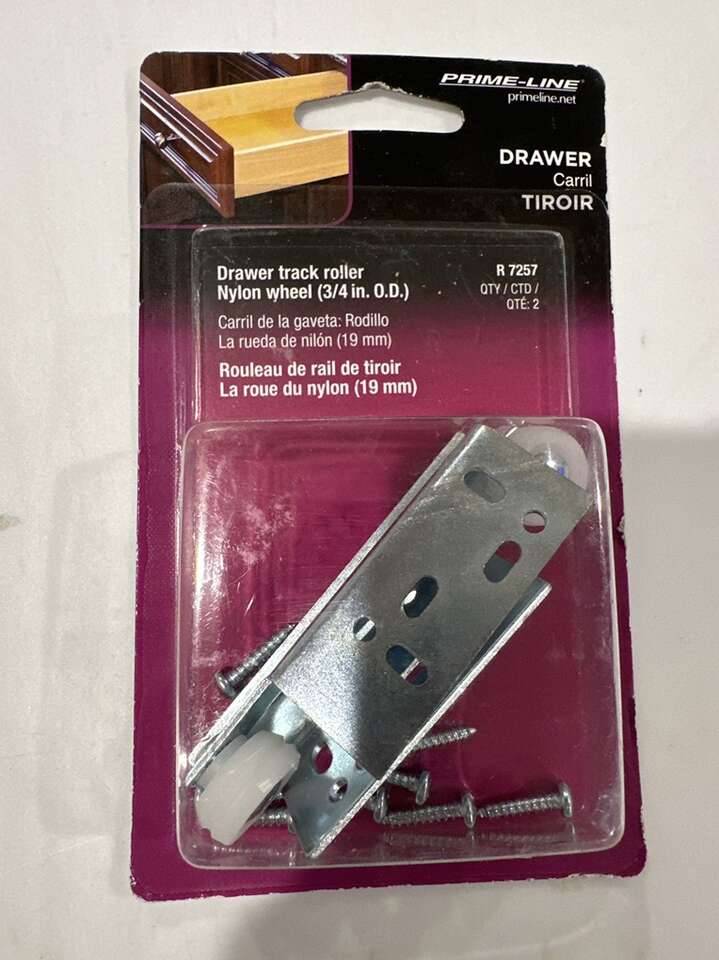 PRIME-LINE®
primeline.net
DRAWER
Carril
TIROIR
Drawer track roller
Nylon wheel (3/4 in. O.D.)
R 7257
QTY / CTD /
QTÉ: 2
Carril de la gaveta: Rodillo
La rueda de nilón (19 mm)
Rouleau de rail de tiroir
La roue du nylon (19 mm)